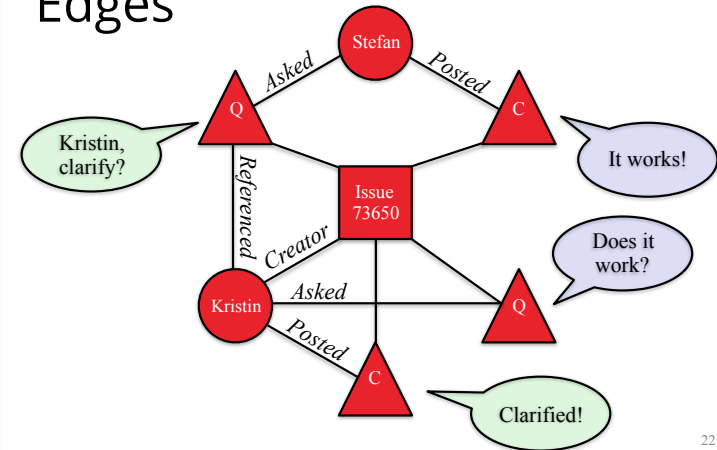 Edges
Stefan
Asked
Posted
Q
C
Kristin,
clarify?
It works!
Referenced
Issue
73650
Creator
Does it
work?
Kristin
Asked
Q
Posted
C
Clarified!
22